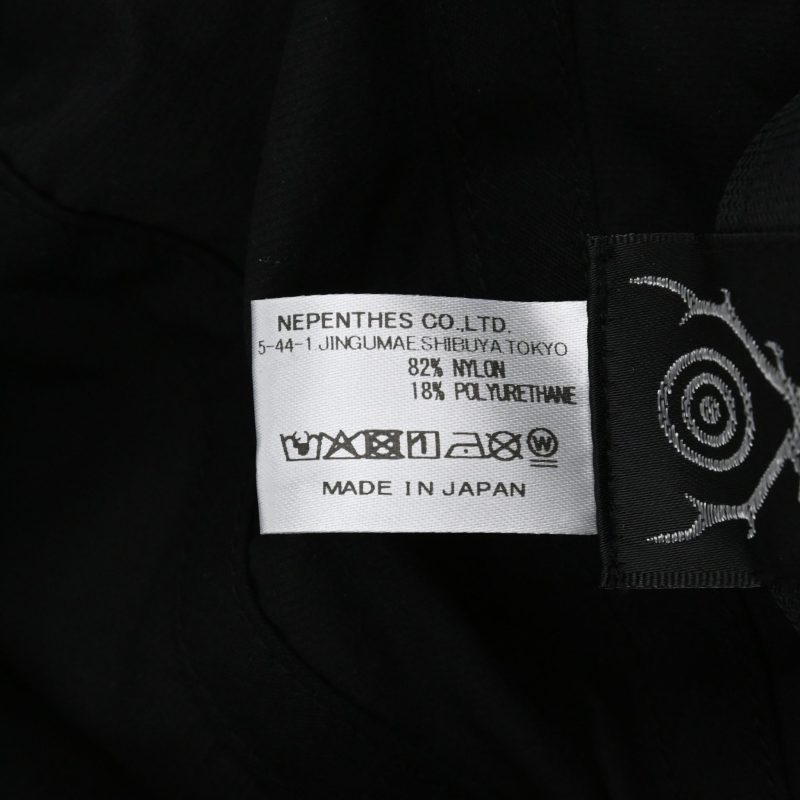 NEPENTHES CO.,LTD.
5-44-1.JINGUMAE.SHIBUYA.TOKYO
82% NYLON
18% POLYURETHANE
W
MADE IN JAPAN